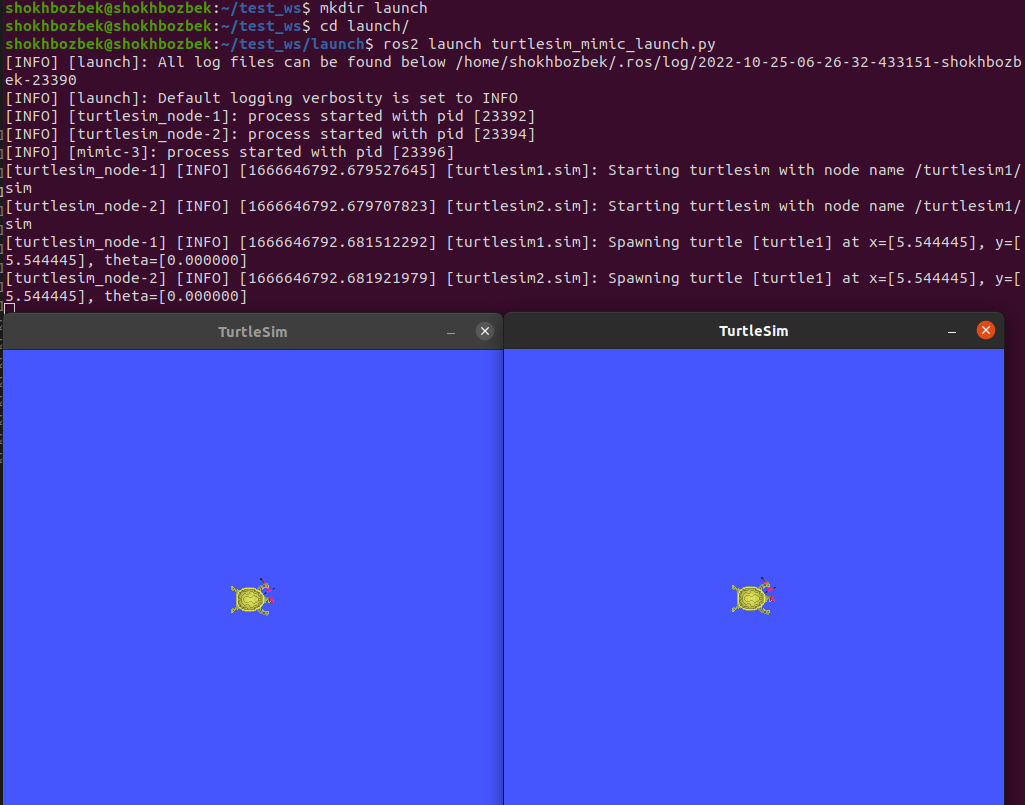 shokhbozbek@shokhbozbek:~/test_ws$ mkdir launch
shokhbozbek@shokhbozbek:~/test_ws$ cd launch/
shokhbozbek@shokhbozbek:~/test_ws/launch$ ros2 launch turtlesim_mimic_launch.py
[INFO] [launch]: All log files can be found below /home/shokhbozbek/.ros/log/2022-10-25-06-26-32-433151-shokhbozb
ek-23390
[INFO] [launch]: Default logging verbosity is set to INFO
[INFO] [turtlesim_node-1]: process started with pid [23392]
[INFO] [turtlesim_node-2]: process started with pid [23394]
[INFO] [mimic-3]: process started with pid [23396]
[turtlesim_node-1] [INFO] [1666646792.679527645] [turtlesim1.sim]: Starting turtlesim with node name /turtlesim1/
sim
[turtlesim_node-2] [INFO] [1666646792.679707823] [turtlesim2.sim]: Starting turtlesim with node name /turtlesim1/
sim
[turtlesim_node-1] [INFO] [1666646792.681512292] [turtlesim1.sim]: Spawning turtle [turtle1] at x=[5.544445], y=[
5.544445], theta=[0.000000]
[turtlesim_node-2] [INFO] [1666646792.681921979] [turtlesim2.sim]: Spawning turtle [turtle1] at x=[5.544445], y=[
5.544445], theta=[0.000000]
TurtleSim
TurtleSim